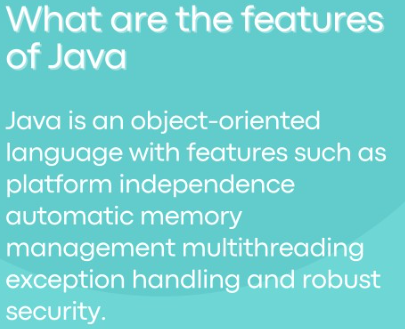 What are the features
of Java
Java is an object-oriented
language with features such as
platform independence
automatic memory
management multithreading
exception handling and robust
security.